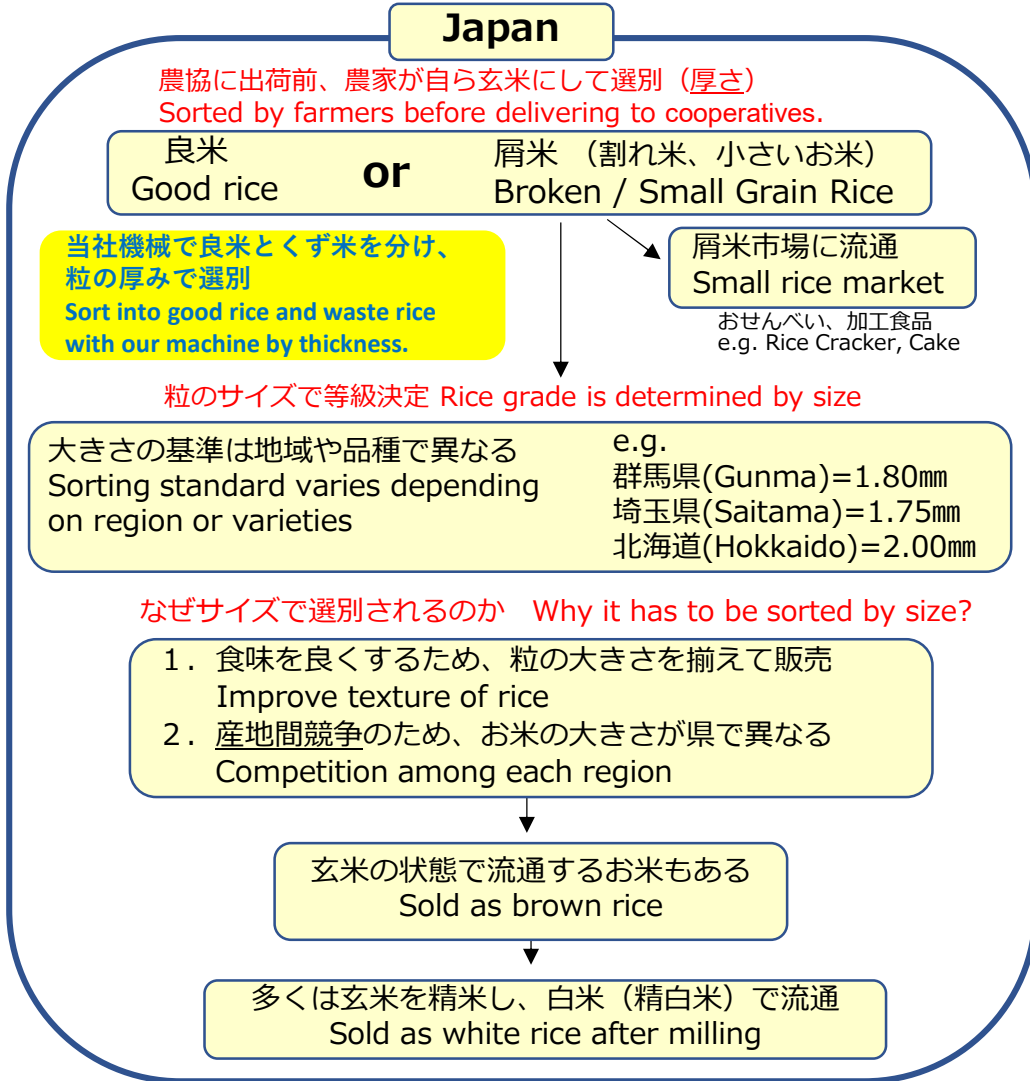 Japan
農協に出荷前、農家が自ら玄米にして選別（厚さ）
Sorted by farmers before delivering to cooperatives.
良米
Good rice
or
屑米 （割れ米、小さいお米）
Broken / Small Grain Rice
当社機械で良米とくず米を分け、
粒の厚みで選別
Sort into good rice and waste rice
with our machine by thickness.
屑米市場に流通
Small rice market
おせんべい、加工食品
e.g. Rice Cracker, Cake
粒のサイズで等級決定 Rice grade is determined by size
大きさの基準は地域や品種で異なる
Sorting standard varies depending
on region or varieties
e.g.
群馬県(Gunma)=1.80㎜
埼玉県(Saitama)=1.75㎜
北海道(Hokkaido)=2.00㎜
なぜサイズで選別されるのか　Why it has to be sorted by size?
１．食味を良くするため、粒の大きさを揃えて販売
Improve texture of rice
２．産地間競争のため、お米の大きさが県で異なる
Competition among each region
玄米の状態で流通するお米もある
Sold as brown rice
多くは玄米を精米し、白米（精白米）で流通
Sold as white rice after milling